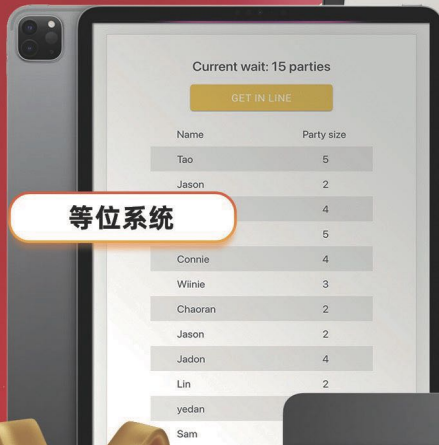 Current wait: 15 parties
GET IN LINE
Name Party size
Tao 5
Jason 2
等位系统
4
5
Connie 4
Wiinie 3
Chaoran 2
Jason 2
Jadon 4
Lin 2
yedan
Sam